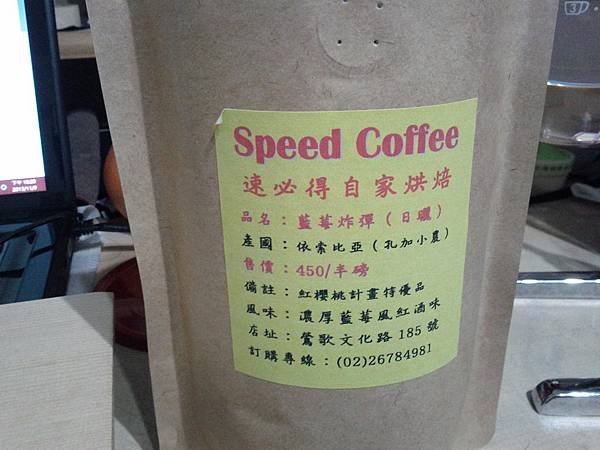 Speed Coffee
速必得自家烘焙
品名：藍莓炸彈（日曬）
產國：依索比亞（孔加小農）
售價：450/半磅
備註：紅櫻桃計畫特優品
風味：濃厚藍莓風紅酒味
店址：鶯歌文化路185號
訂購專線：(02)26784981
3